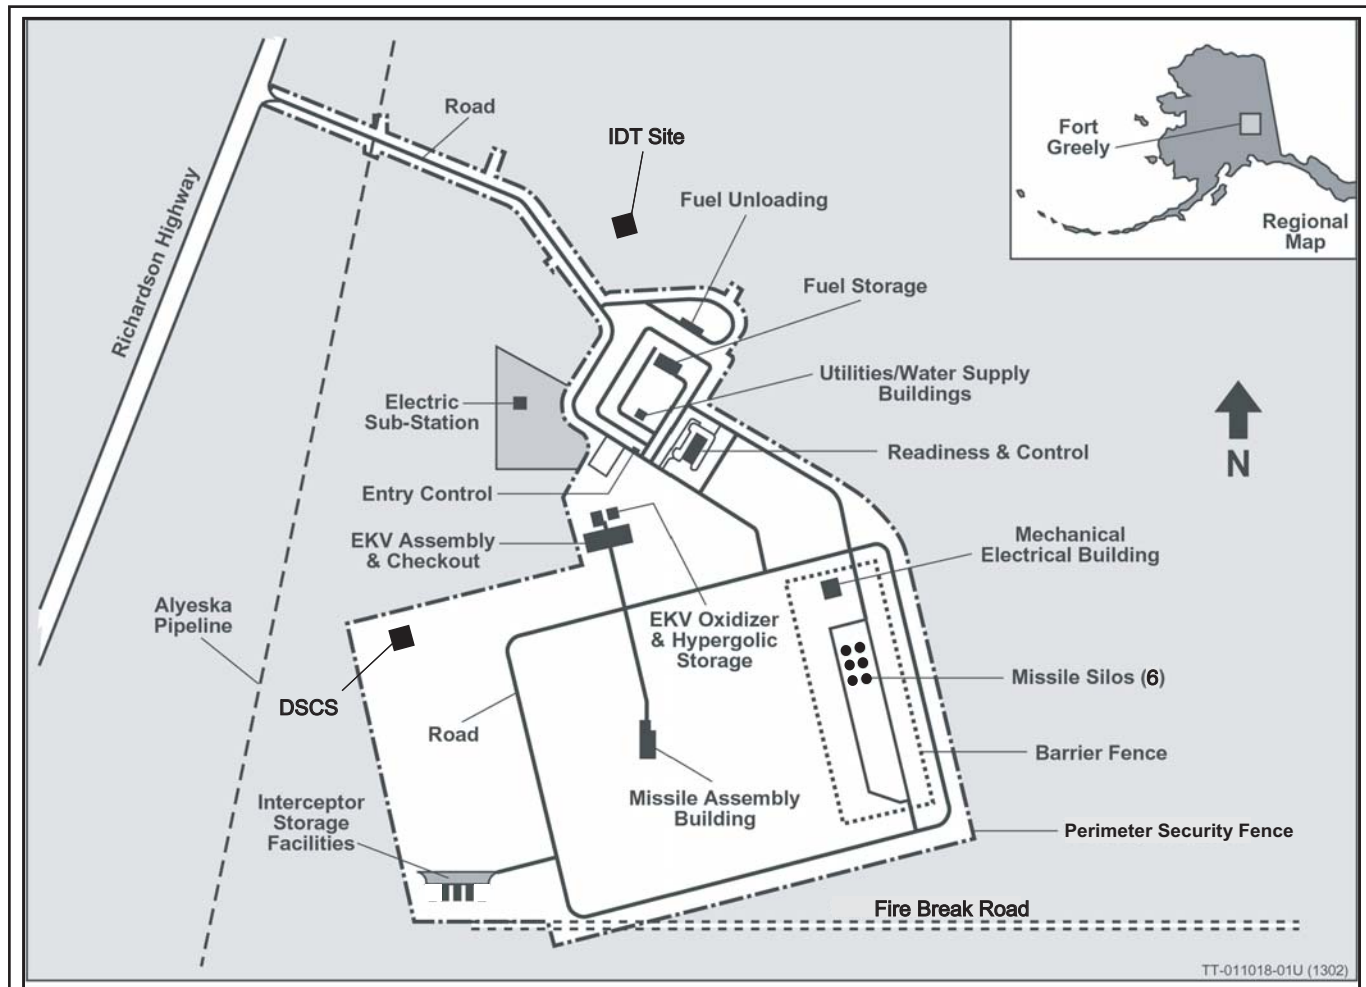 Road
IDT Site
Fuel Unloading
Fort
Greely
Regional
Map
Richardson Highway
Fuel Storage
Utilities/Water Supply
Buildings
Electric
Sub-Station
Readiness & Control
N
Entry Control
EKV Assembly
& Checkout
Mechanical
Electrical Building
Alyeska
Pipeline
EKV Oxidizer
& Hypergolic
Storage
Missile Silos (6)
DSCS
Road
Barrier Fence
Interceptor
Storage
Facilities
Missile Assembly
Building
Perimeter Security Fence
Fire Break Road
TT-011018-01U (1302)